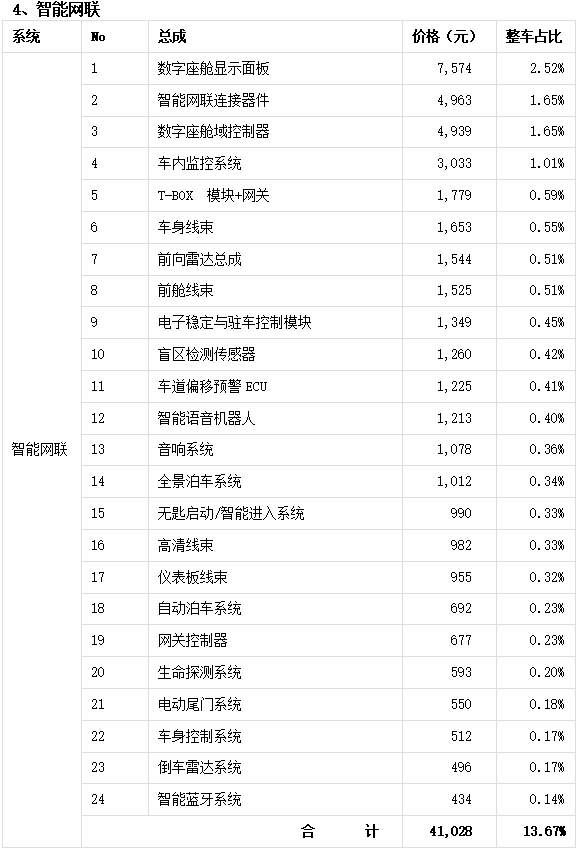 4、智能网联
系统 No 总成 价格（元） 整车占比
1 数字座舱显示面板 7,574 2.52%
2 智能网联连接器件 4,963 1.65%
3 数字座舱域控制器 4,939 1.65%
4 车内监控系统 3,033 1.01%
5 T-BOX 模块+网关 1,779 0.59%
6 车身线束 1,653 0.55%
7 前向雷达总成 1,544 0.51%
8 前舱线束 1,525 0.51%
9 电子稳定与驻车控制模块 1,349 0.45%
10 盲区检测传感器 1,260 0.42%
11 车道偏移预警ECU 1,225 0.41%
12 智能语音机器人 1,213 0.40%
智能网联 13 音响系统 1,078 0.36%
14 全景泊车系统 1,012 0.34%
15 无匙启动/智能进入系统 990 0.33%
16 高清线束 982 0.33%
17 仪表板线束 955 0.32%
18 自动泊车系统 692 0.23%
19 网关控制器 677 0.23%
20 生命探测系统 593 0.20%
21 电动尾门系统 550 0.18%
22 车身控制系统 512 0.17%
23 倒车雷达系统 496 0.17%
24 智能蓝牙系统 434 0.14%
合 计 41,028 13.67%